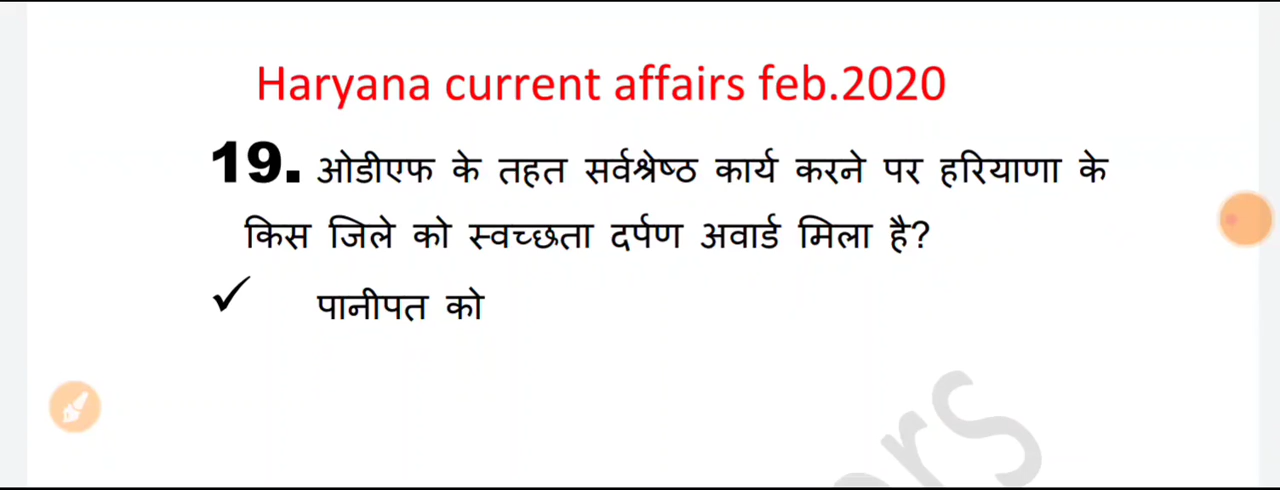 Haryana current affairs feb.2020
19. ओडीएफ के तहत सर्वश्रेष्ठ कार्य करने पर हरियाणा के
किस जिले को स्वच्छता दर्पण अवार्ड मिला है?
✓ पानीपत को